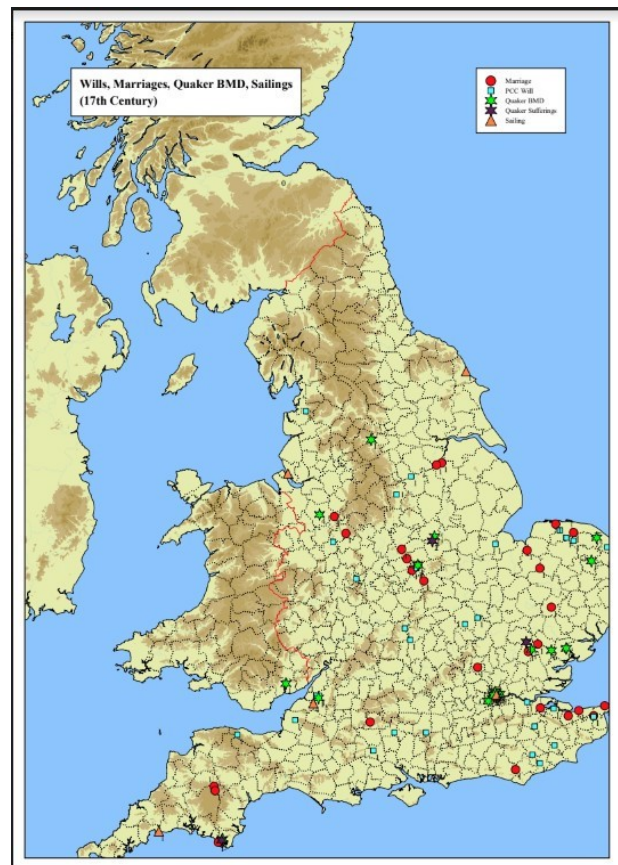 Wills, Marriages, Quaker BMD, Sailings
(17th Century)
Marriage
PCC Will
Quaker BMD
Quaker Sufferings
Sailing